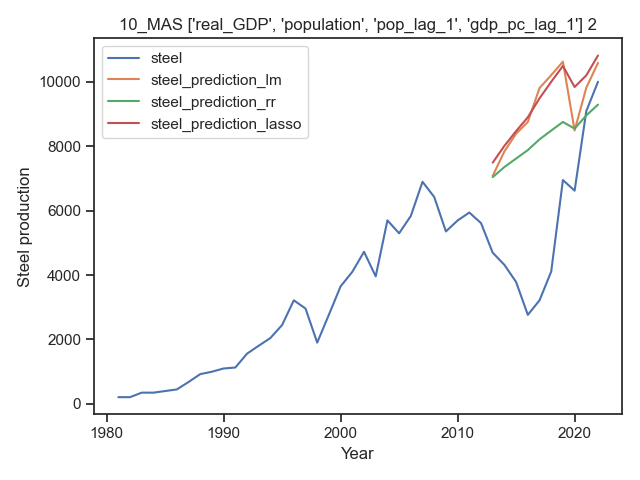 10_MAS ['real_GDP', 'population', 'pop_lag_1', 'gdp_pc_lag_1'] 2
steel
steel_prediction_lm
steel_prediction_rr
steel_prediction_lasso
Steel production
10000
8000
6000
4000
2000
0
1980
1990
2000
2010
2020
Year